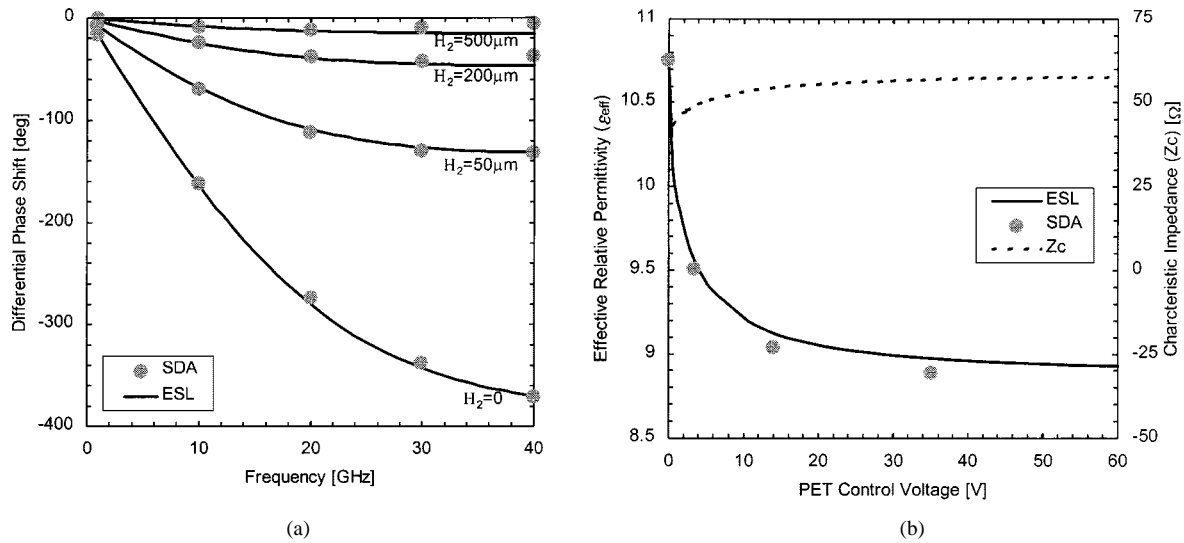 0
-100
-200
-300
-400
Differential Phase Shift [deg]
H2=500μm
H2=200μm
H2=50μm
H2=0
SDA
ESL
0 10 20 30 40
Frequency [GHz]
(a)
11
10.5
10
9.5
9
8.5
Effective Relative Permittivity (εeff)
75
50
25
0
-25
-50
Charcteristic Impedance (Zc) [Ω]
ESL
SDA
Zc
0 10 20 30 40 50 60
PET Control Voltage [V]
(b)